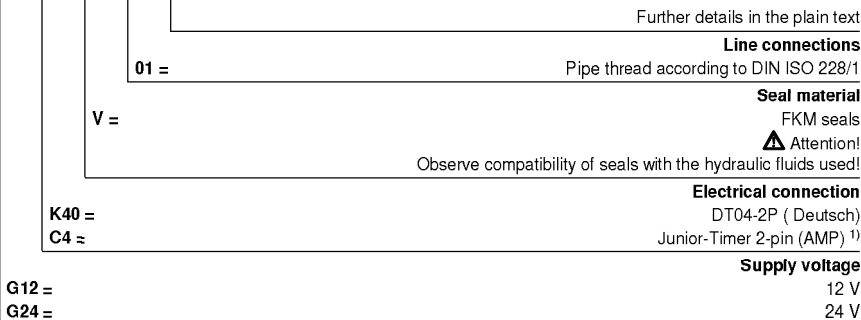 Further details in the plain text
Line connections
01 = Pipe thread according to DIN ISO 228/1
Seal material
V = FKM seals
Attention!
Observe compatibility of seals with the hydraulic fluids used!
Electrical connection
K40 = DT04-2P ( Deutsch)
C4 = Junior-Timer 2-pin (AMP) 1)
Supply voltage
G12 = 12 V
G24 = 24 V